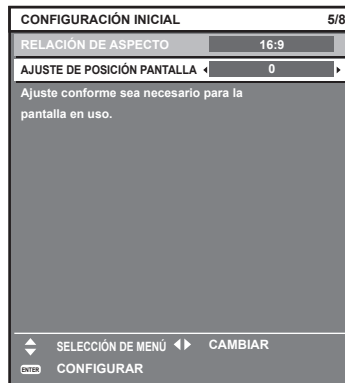 CONFIGURACIÓN INICIAL 5/8
RELACIÓN DE ASPECTO 16:9
AJUSTE DE POSICIÓN PANTALLA 0
Ajuste conforme sea necesario para la
pantalla en uso.
SELECCIÓN DE MENÚ CAMBIAR
ENTER CONFIGURAR